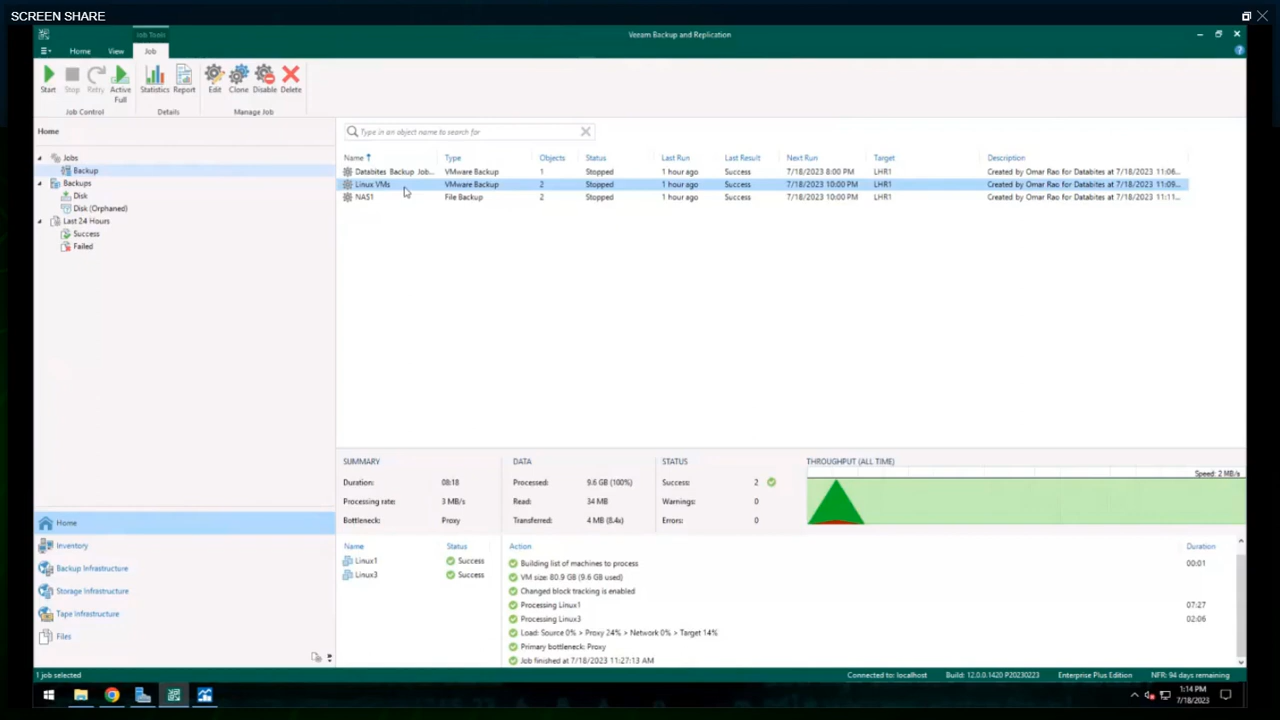 SCREEN SHARE
Job Tools
Veeam Backup and Replication
Home View Job
Start Stop Retry Active Full Statistics Report Edit Clone Disable Delete
Job Control Details Manage Job
Home
Type in an object name to search for
Jobs
Backup
Backups
Disk
Disk (Orphaned)
Last 24 Hours
Success
Failed
Name Type Objects Status Last Run Last Result Next Run Target Description
Databites Backup Job... VMware Backup 1 Stopped 1 hour ago Success 7/18/2023 8:00 PM LHR1 Created by Omar Rao for Databites at 7/18/2023 11:06...
Linux VMs VMware Backup 2 Stopped 1 hour ago Success 7/18/2023 10:00 PM LHR1 Created by Omar Rao for Databites at 7/18/2023 11:09...
NAS1 File Backup 2 Stopped 1 hour ago Success 7/18/2023 10:00 PM LHR1 Created by Omar Rao for Databites at 7/18/2023 11:11...
SUMMARY DATA STATUS THROUGHPUT (ALL TIME)
Speed: 2 MB/s
Duration: 08:18 Processed: 9.6 GB (100%) Success: 2
Processing rate: 3 MB/s Read: 34 MB Warnings: 0
Bottleneck: Proxy Transferred: 4 MB (8.4x) Errors: 0
Name Status Action Duration
Linux1 Success
Linux3 Success
Building list of machines to process 00:01
VM size: 80.9 GB (9.6 GB used)
Changed block tracking is enabled
Processing Linux1 07:27
Processing Linux3 02:06
Load: Source 0% > Proxy 24% > Network 0% > Target 14%
Primary bottleneck: Proxy
Job finished at 7/18/2023 11:27:13 AM
Home
Inventory
Backup Infrastructure
Storage Infrastructure
Tape Infrastructure
Files
1 job selected Connected to: localhost Build: 12.0.0.1420 P20230223 Enterprise Plus Edition NFR: 94 days remaining
1:14 PM
7/18/2023